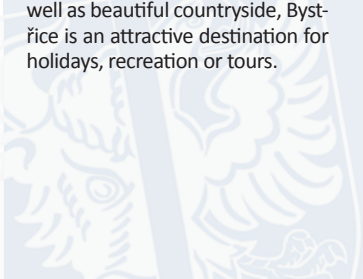 well as beautiful countryside, Byst-
řice is an attractive destination for
holidays, recreation or tours.